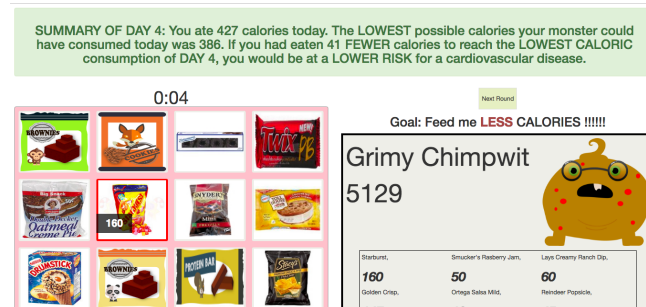 SUMMARY OF DAY 4: You ate 427 calories today. The LOWEST possible calories your monster could
have consumed today was 386. If you had eaten 41 FEWER calories to reach the LOWEST CALORIC
consumption of DAY 4, you would be at a LOWER RISK for a cardiovascular disease.
0:04
Next Round
Goal: Feed me LESS CALORIES !!!!!!
BROWNIES
COOKIES
Twix
NEW
PB
Grimy Chimpwit
5129
Big Snack
Oatmeal
Creme Pie
160
SNYDER'S
Mini
Starburst,
Smucker's Rasberry Jam,
Lays Creamy Ranch Dip,
160
50
60
Golden Crisp,
Ortega Salsa Mild,
Reindeer Popsicle,
DRUMSTICK
BROWNIES
PROTEIN BAR
Stacy's